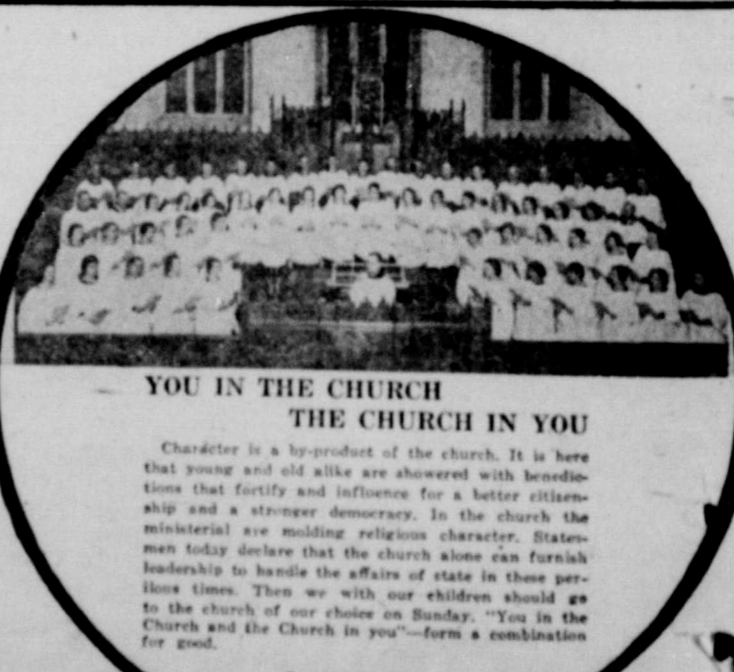 YOU IN THE CHURCH
THE CHURCH IN YOU
Character is a by-product of the church. It is here
that young and old alike are showered with benedic-
tions that fortify and influence for a better citizen-
ship and a stronger democracy. In the church the
ministerial are molding religious character. States-
men today declare that the church alone can furnish
leadership to handle the affairs of state in these per-
ilous times. Then we with our children should go
to the church of our choice on Sunday. "You in the
Church and the Church in you"—form a combination
for good.